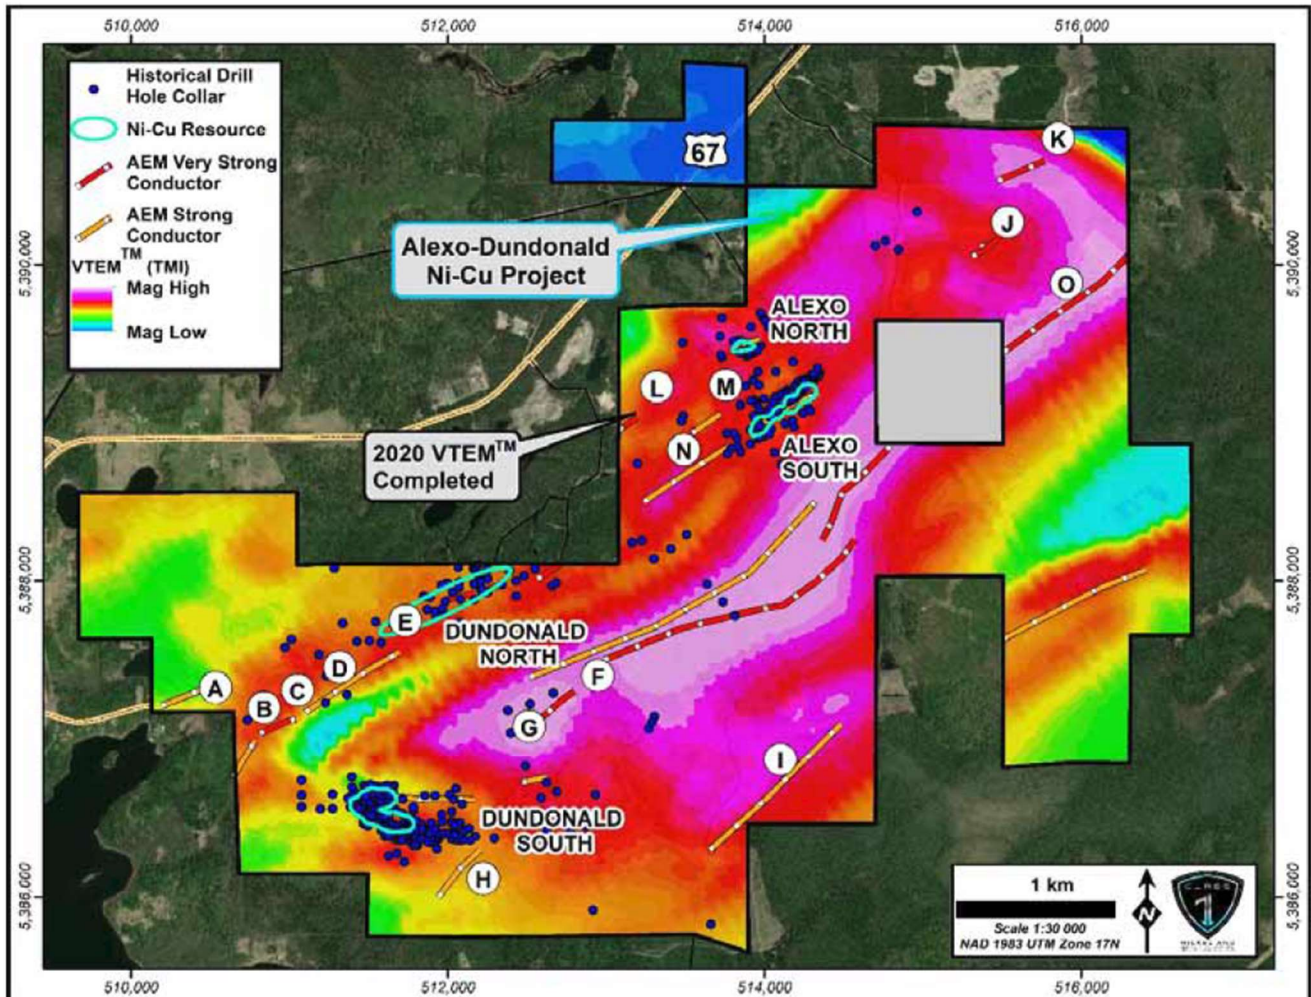 510,000
512,000
514,000
516,000
Historical Drill
Hole Collar
Ni-Cu Resource
AEM Very Strong
Conductor
AEM Strong
Conductor
VTEM™ (TMI)
Mag High
Mag Low
67
K
Alexo-Dundonald
Ni-Cu Project
J
5,390,000
5,390,000
O
ALEXO
NORTH
L
M
2020 VTEM™
Completed
N
ALEXO
SOUTH
5,388,000
5,388,000
E
DUNDONALD
NORTH
A
B
C
D
F
G
I
DUNDONALD
SOUTH
H
5,386,000
5,386,000
1 km
Scale 1:30 000
NAD 1983 UTM Zone 17N
N
CLASS
1
510,000
512,000
514,000
516,000